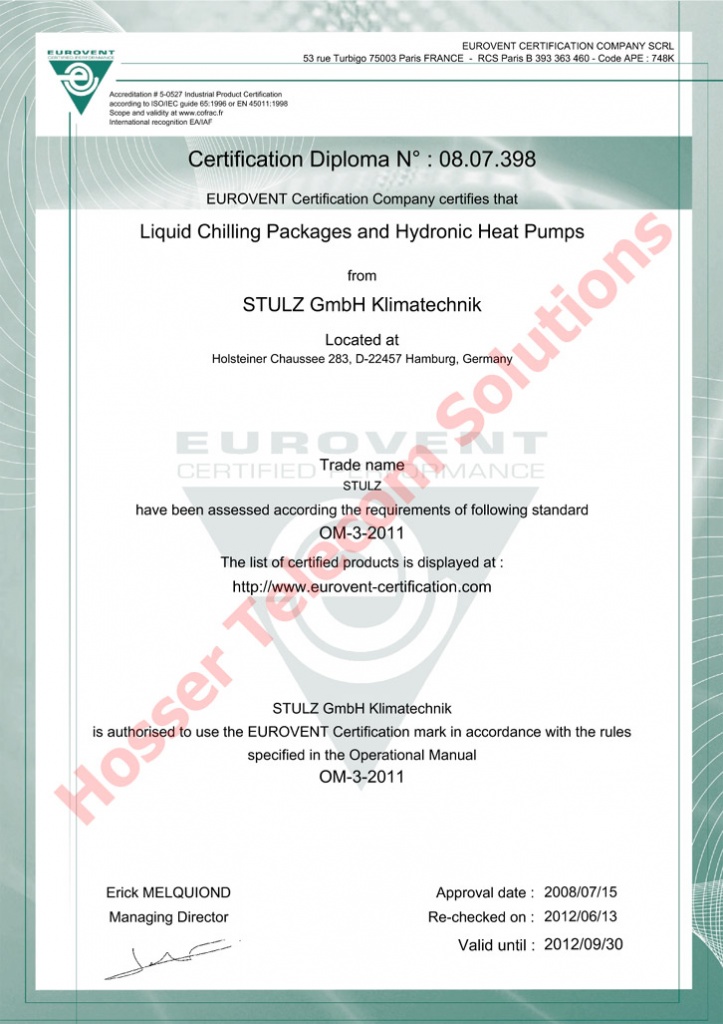 EUROVENT
CERTIFIED PERFORMANCE
EUROVENT CERTIFICATION COMPANY SCRL
53 rue Turbigo 75003 Paris FRANCE - RCS Paris B 393 363 460 - Code APE : 748K
Accreditation # 5-0527 Industrial Product Certification
according to ISO/IEC guide 65:1996 or EN 45011:1998
Scope and validity at www.cofrac.fr
International recognition EA/IAF
Certification Diploma N° : 08.07.398
EUROVENT Certification Company certifies that
Liquid Chilling Packages and Hydronic Heat Pumps
from
STULZ GmbH Klimatechnik
Located at
Holsteiner Chaussee 283, D-22457 Hamburg, Germany
EUROVENT
CERTIFIED PERFORMANCE
Trade name
STULZ
have been assessed according the requirements of following standard
OM-3-2011
The list of certified products is displayed at :
http://www.eurovent-certification.com
STULZ GmbH Klimatechnik
is authorised to use the EUROVENT Certification mark in accordance with the rules
specified in the Operational Manual
OM-3-2011
Hosser Telecom Solutions
Erick MELQUIOND
Managing Director
Approval date : 2008/07/15
Re-checked on : 2012/06/13
Valid until : 2012/09/30